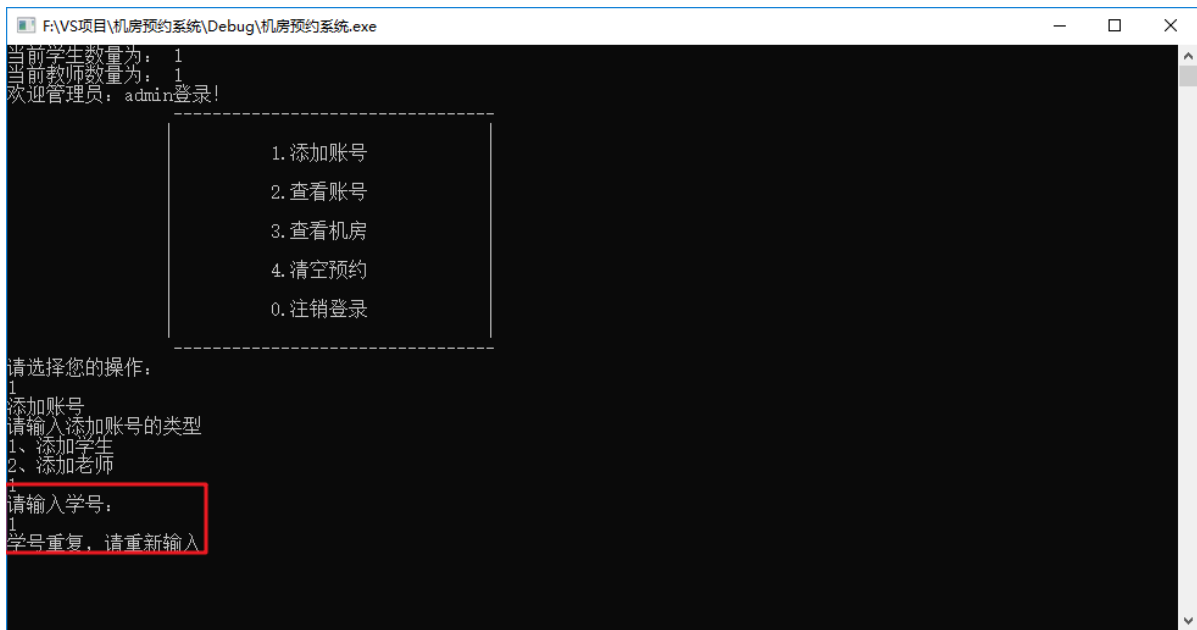 F:\VS项目\机房预约系统\Debug\机房预约系统.exe
当前学生数量为： 1
当前教师数量为： 1
欢迎管理员：admin登录!
---------------------------------
1.添加账号
2.查看账号
3.查看机房
4.清空预约
0.注销登录
---------------------------------
请选择您的操作：
1
添加账号
请输入添加账号的类型
1、添加学生
2、添加老师
1
请输入学号：
1
学号重复，请重新输入